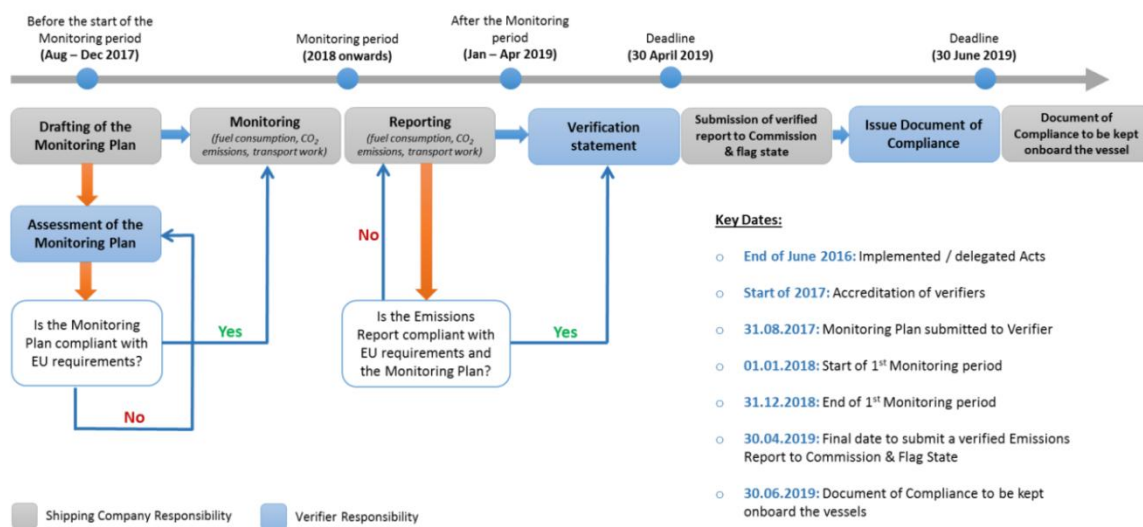 Before the start of the
Monitoring period
(Aug – Dec 2017)
Monitoring period
(2018 onwards)
After the Monitoring
period
(Jan – Apr 2019)
Deadline
(30 April 2019)
Deadline
(30 June 2019)
Drafting of the
Monitoring Plan
Monitoring
(fuel consumption, CO2
emissions, transport work)
Reporting
(fuel consumption, CO2
emissions, transport work)
Verification
statement
Submission of verified
report to Commission
& flag state
Issue Document of
Compliance
Document of
Compliance to be kept
onboard the vessel
Assessment of the
Monitoring Plan
Is the Monitoring
Plan compliant with
EU requirements?
Yes
No
No
Is the Emissions
Report compliant with
EU requirements and
the Monitoring Plan?
Yes
Key Dates:
o End of June 2016: Implemented / delegated Acts
o Start of 2017: Accreditation of verifiers
o 31.08.2017: Monitoring Plan submitted to Verifier
o 01.01.2018: Start of 1st Monitoring period
o 31.12.2018: End of 1st Monitoring period
o 30.04.2019: Final date to submit a verified Emissions
Report to Commission & Flag State
o 30.06.2019: Document of Compliance to be kept
onboard the vessels
Shipping Company Responsibility
Verifier Responsibility